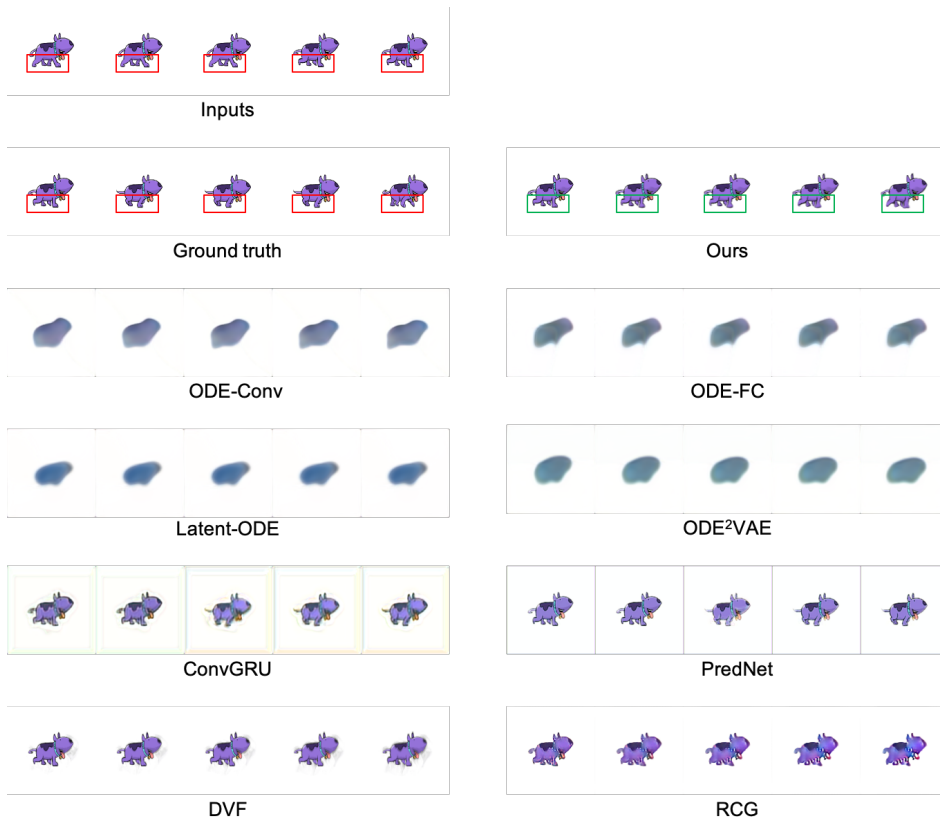 Inputs
Ground truth
Ours
ODE-Conv
ODE-FC
Latent-ODE
ODE²VAE
ConvGRU
PredNet
DVF
RCG